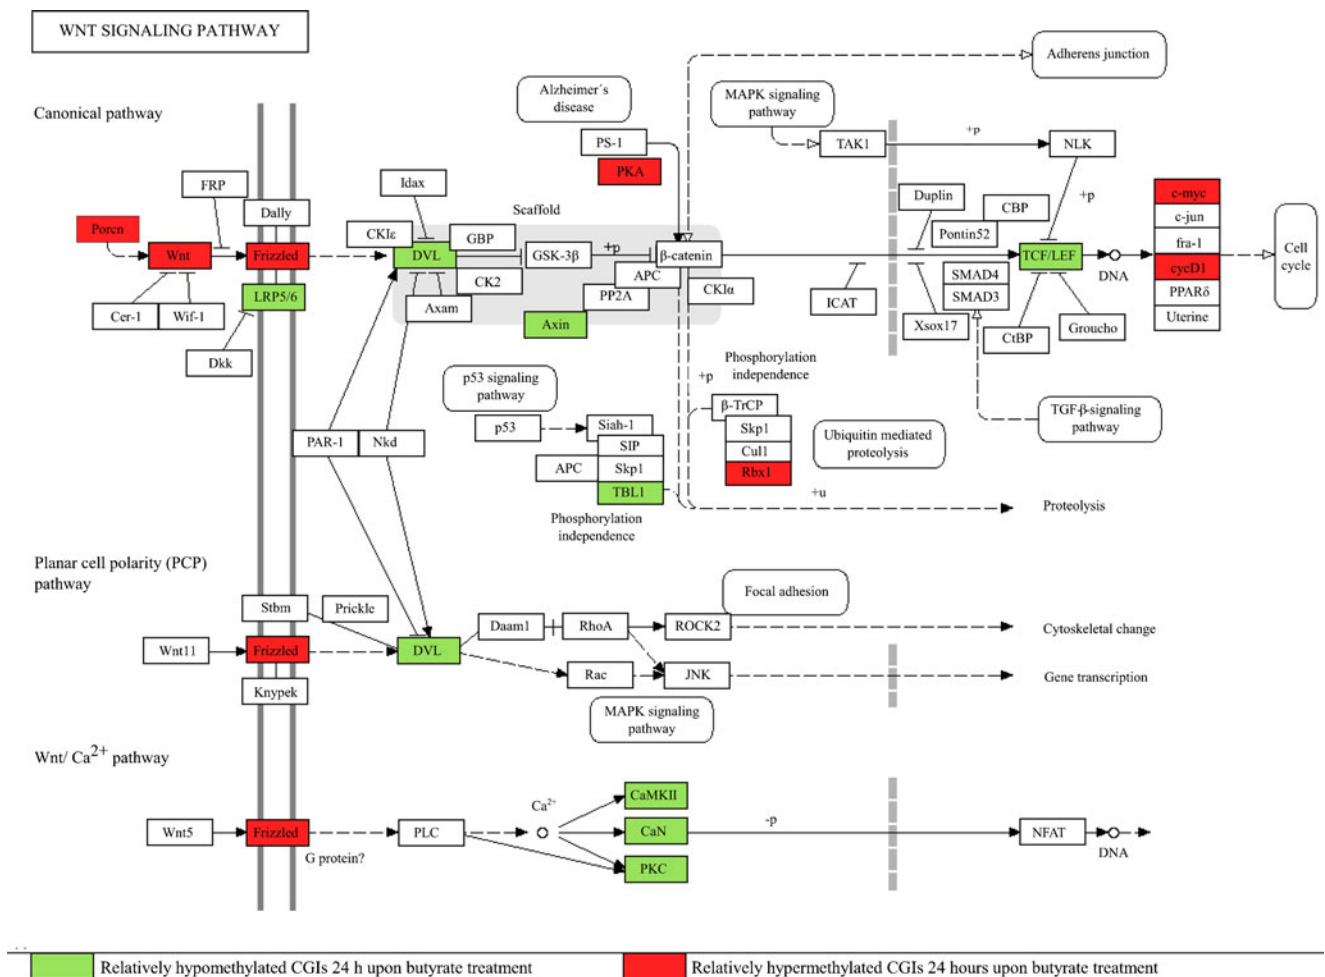 WNT SIGNALING PATHWAY
Canonical pathway
Alzheimer´s
disease
MAPK signaling
pathway
Adherens junction
PS-1
PKA
TAK1
+p
NLK
+p
Porcn
FRP
Dally
Idax
Scaffold
CKIε
GBP
Wnt
Frizzled
DVL
GSK-3β
+p
β-catenin
CK2
APC
PP2A
CKIα
Axam
Axin
LRP5/6
Cer-1
Wif-1
Dkk
Duplin
CBP
Pontin52
TCF/LEF
DNA
SMAD4
SMAD3
ICAT
Xsox17
CtBP
Groucho
c-myc
c-jun
fra-1
cycD1
PPARδ
Uterine
Cell
cycle
p53 signaling
pathway
Phosphorylation
independence
+p
TGF-β-signaling
pathway
p53
Siah-1
SIP
APC
Skp1
TBL1
Phosphorylation
independence
β-TrCP
Skp1
Cul1
Rbx1
Ubiquitin mediated
proteolysis
+u
Proteolysis
PAR-1
Nkd
Planar cell polarity (PCP)
pathway
Stbm
Prickle
Wnt11
Frizzled
Knypek
DVL
Daam1
RhoA
ROCK2
Focal adhesion
Cytoskeletal change
Rac
JNK
Gene transcription
MAPK signaling
pathway
Wnt/ Ca2+ pathway
Wnt5
Frizzled
G protein?
PLC
Ca2+
CaMKII
CaN
PKC
-p
NFAT
DNA
Relatively hypomethylated CGIs 24 h upon butyrate treatment
Relatively hypermethylated CGIs 24 hours upon butyrate treatment